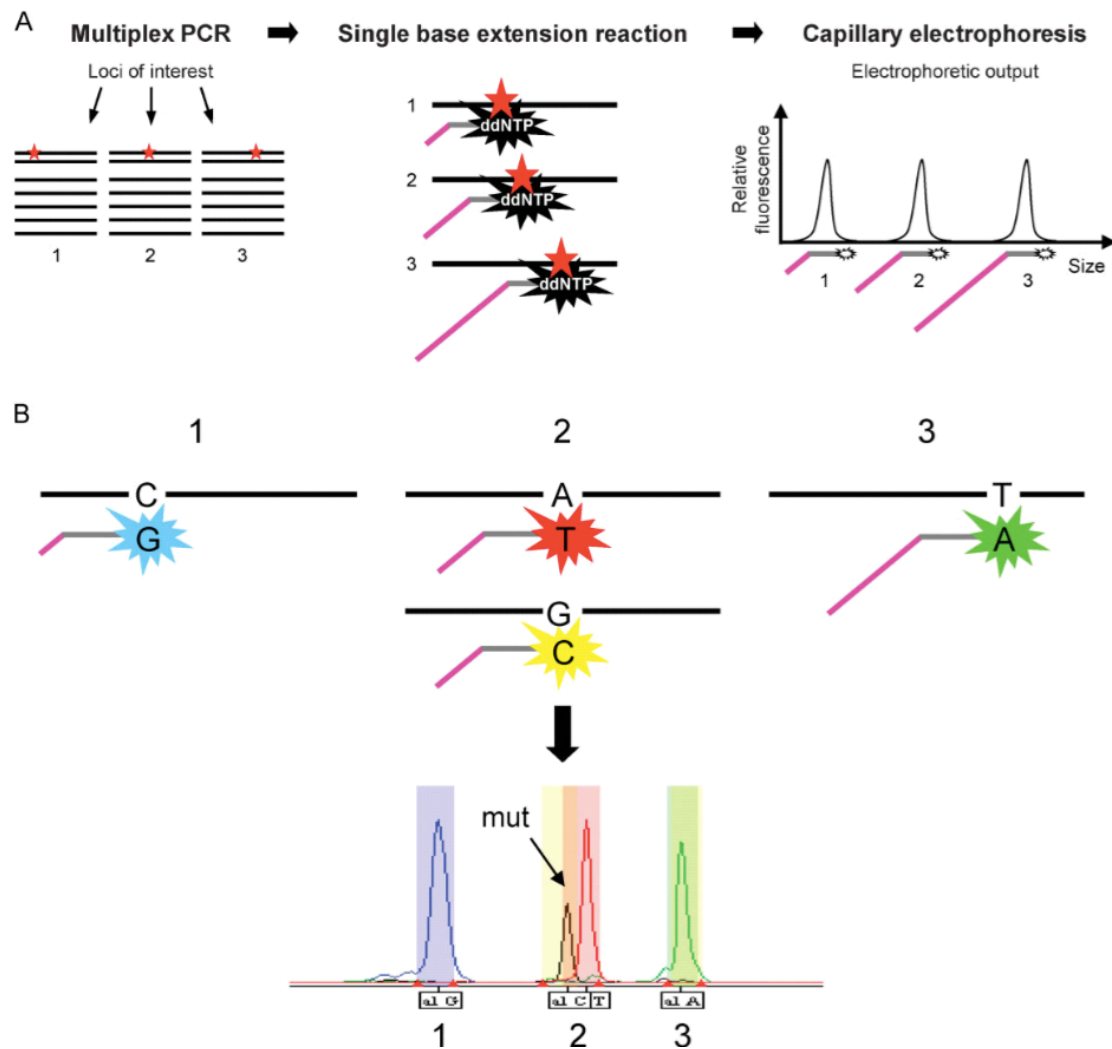 A
Multiplex PCR
Single base extension reaction
Capillary electrophoresis
Loci of interest
Electrophoretic output
1 2 3
1
ddNTP
2
ddNTP
3
ddNTP
Relative
fluorescence
Size
1 2 3
B
1 2 3
C A T
G T A
G
C
mut
al G al C T al A
1 2 3